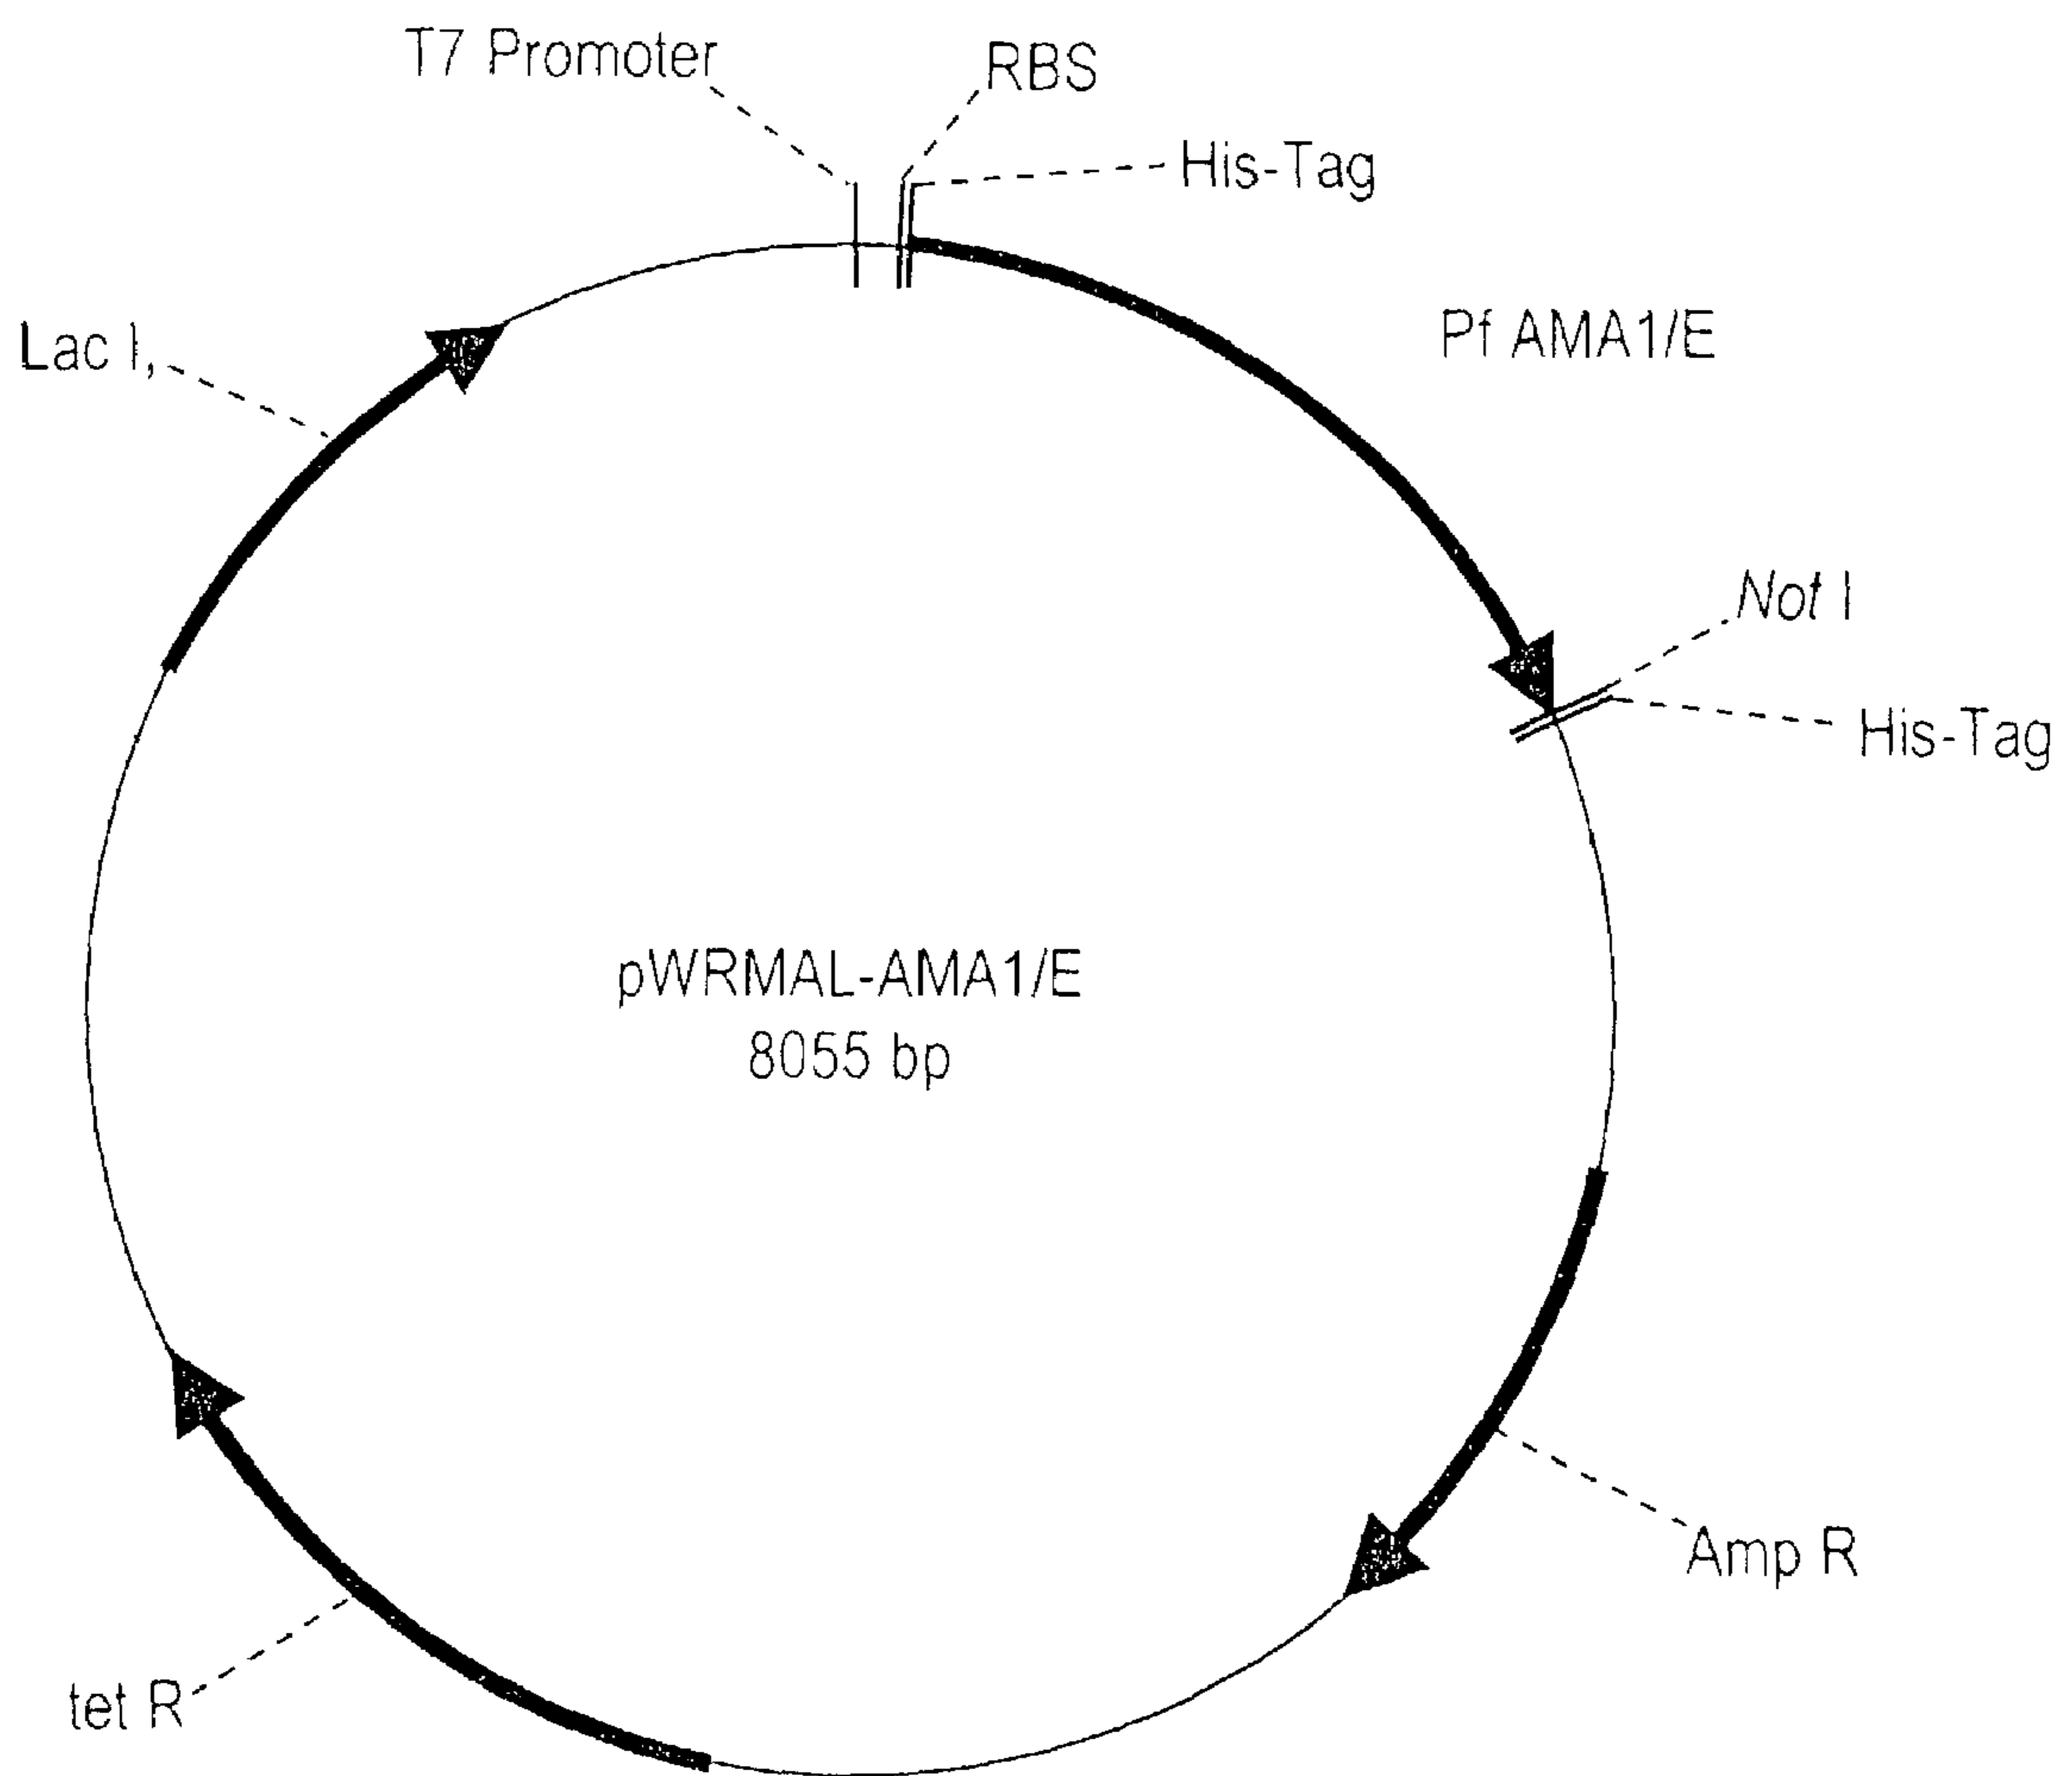 T7 Promoter
RBS
His-Tag
Lac I,
Pf AMA1/E
Not I
His-Tag
pWRMAL-AMA1/E
8055 bp
Amp R
tet R